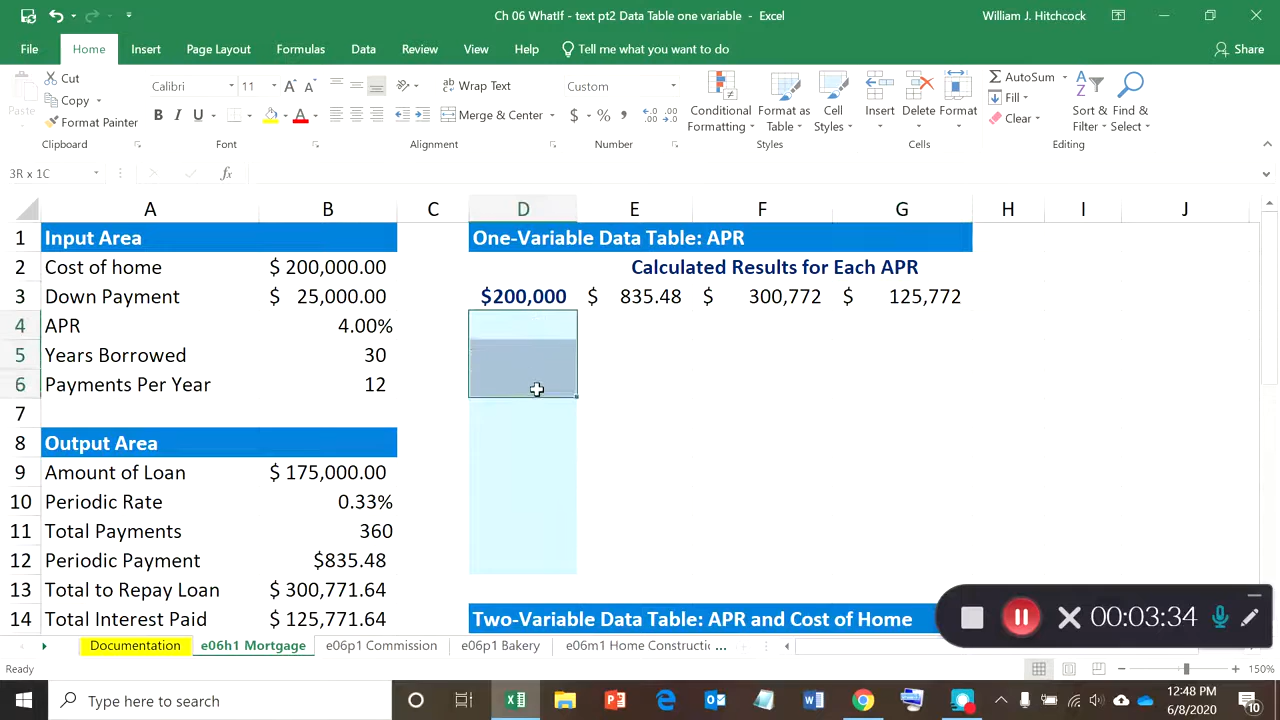 Ch 06 WhatIf - text pt2 Data Table one variable - Excel
William J. Hitchcock
File Home Insert Page Layout Formulas Data Review View Help Tell me what you want to do Share
Cut
Copy
Format Painter
Paste
Calibri 11
B I U
Wrap Text
Merge & Center
Custom
$ % ,
Conditional Formatting
Format as Table
Cell Styles
Insert Delete Format
AutoSum
Fill
Clear
Sort & Filter
Find & Select
Clipboard Font Alignment Number Styles Cells Editing
3R x 1C
fx
A B C D E F G H I J
1 Input Area One-Variable Data Table: APR
2 Cost of home $ 200,000.00 Calculated Results for Each APR
3 Down Payment $ 25,000.00 $200,000 $ 835.48 $ 300,772 $ 125,772
4 APR 4.00%
5 Years Borrowed 30
6 Payments Per Year 12
7
8 Output Area
9 Amount of Loan $ 175,000.00
10 Periodic Rate 0.33%
11 Total Payments 360
12 Periodic Payment $835.48
13 Total to Repay Loan $ 300,771.64
14 Total Interest Paid $ 125,771.64 Two-Variable Data Table: APR and Cost of Home
00:03:34
Documentation e06h1 Mortgage e06p1 Commission e06p1 Bakery e06m1 Home Constructic ...
Ready
150%
Type here to search
12:48 PM
6/8/2020
10